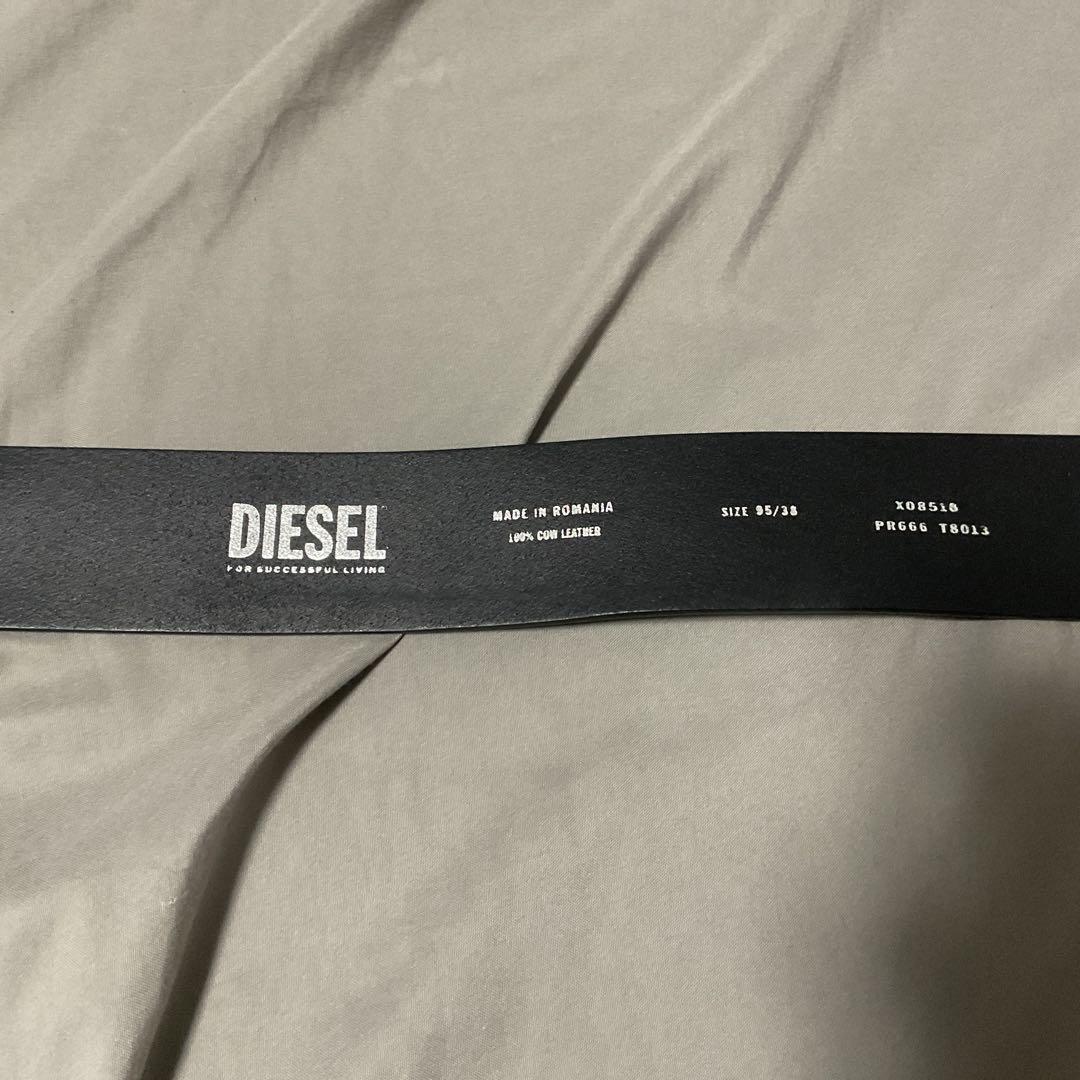 DIESEL
FOR SUCCESSFUL LIVING
MADE IN ROMANIA
100% COW LEATHER
SIZE 95/38
X08518
PR666 T8013